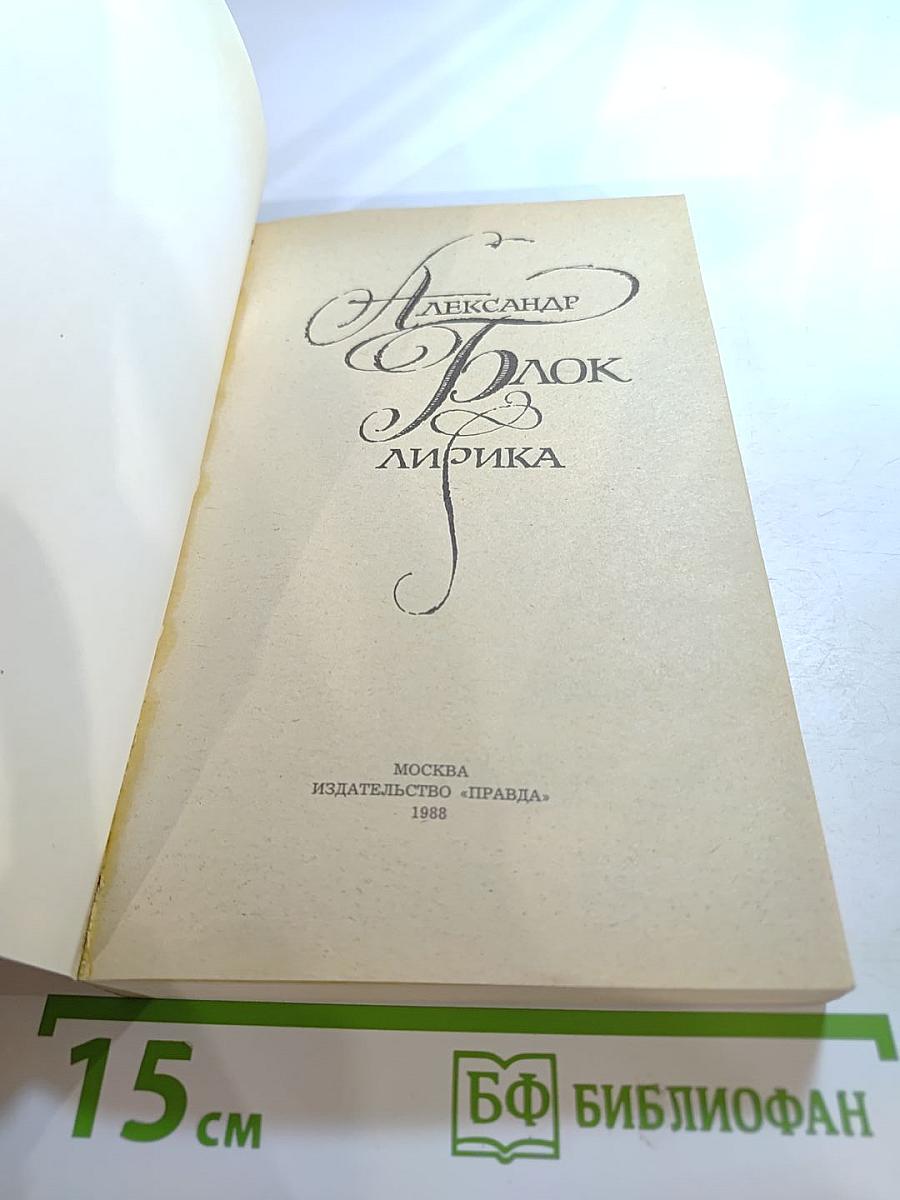 Александр
Блок
ЛИРИКА
МОСКВА
ИЗДАТЕЛЬСТВО «ПРАВДА»
1988
15 см
БФ БИБЛИОФАН